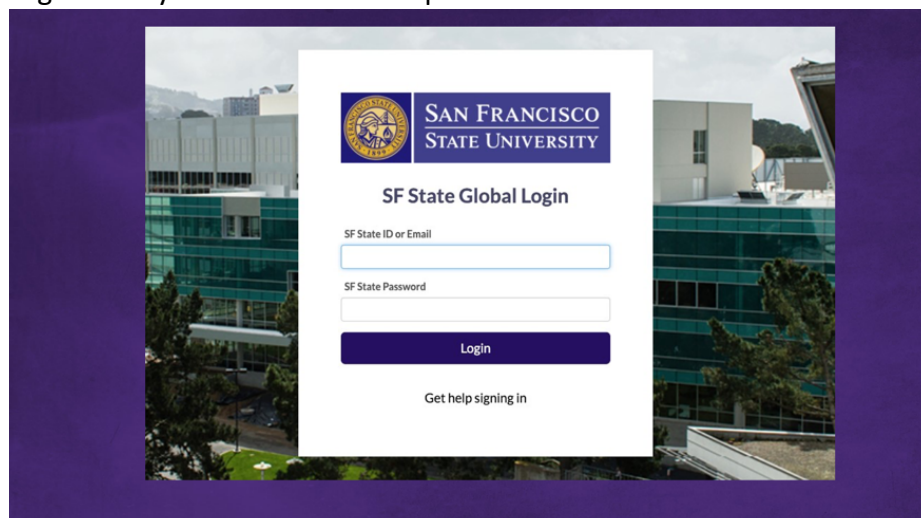 SAN FRANCISCO
STATE UNIVERSITY
SF State Global Login
SF State ID or Email
SF State Password
Login
Get help signing in